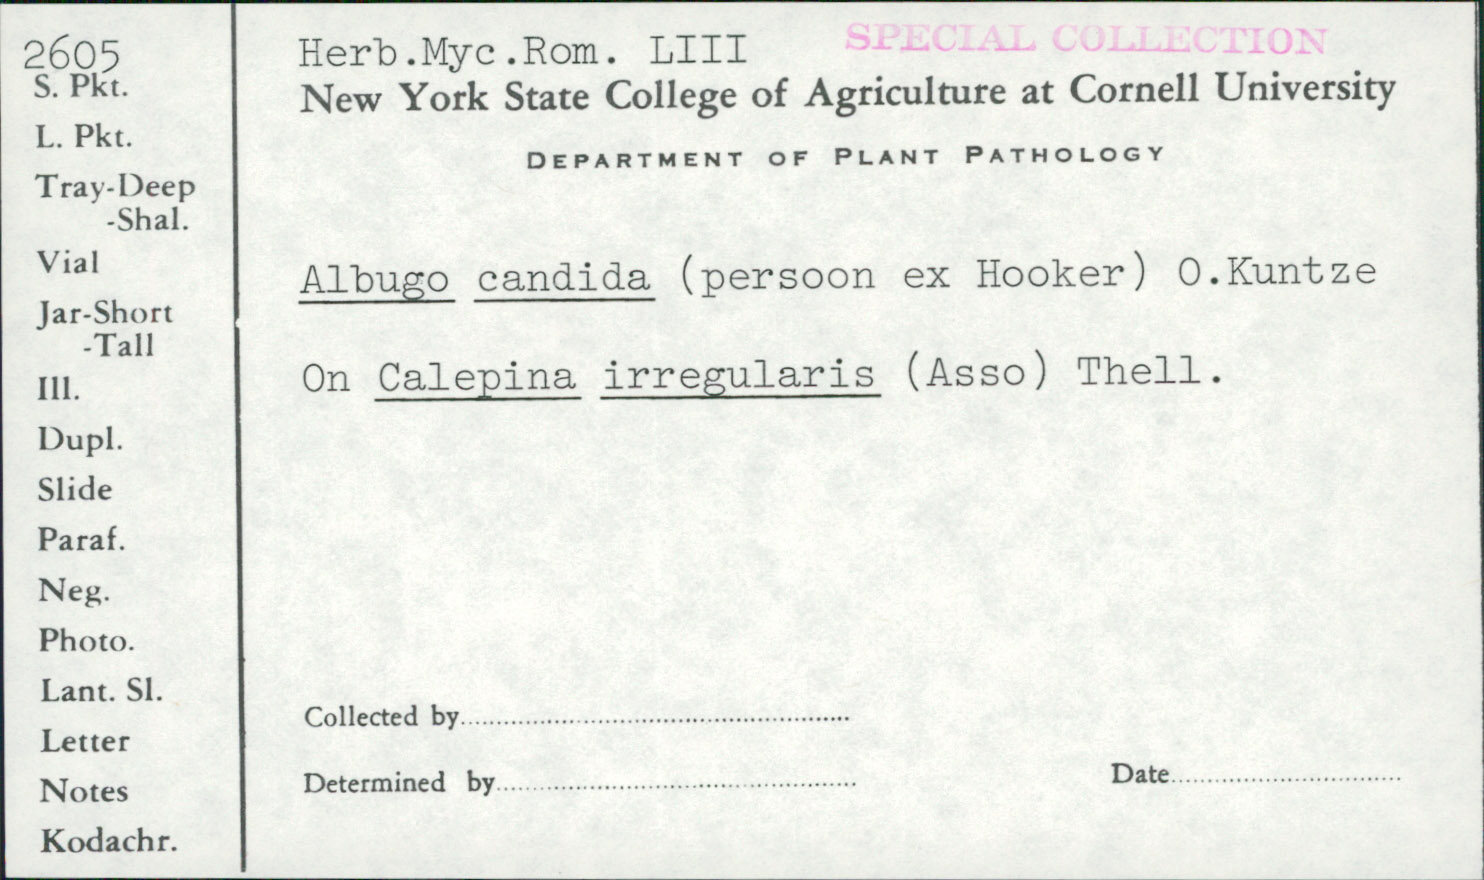 2605
S. Pkt.
L. Pkt.
Tray-Deep
-Shal.
Vial
Jar-Short
-Tall
Ill.
Dupl.
Slide
Paraf.
Neg.
Photo.
Lant. Sl.
Letter
Notes
Kodachr.
Herb.Myc.Rom. LIII
SPECIAL COLLECTION
New York State College of Agriculture at Cornell University
DEPARTMENT OF PLANT PATHOLOGY
Albugo candida (persoon ex Hooker) O.Kuntze
On Calepina irregularis (Asso) Thell.
Collected by
Determined by
Date